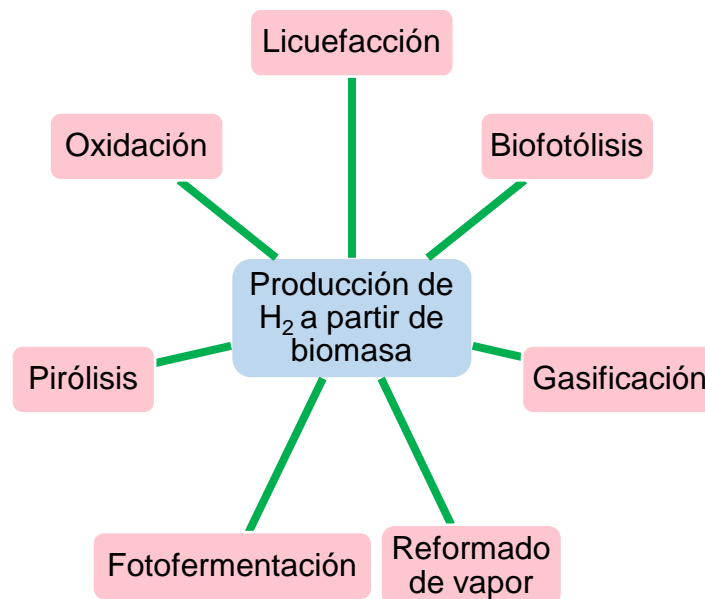 Licuefacción
Oxidación
Biofotólisis
Producción de
H₂ a partir de
biomasa
Pirólisis
Gasificación
Fotofermentación
Reformado
de vapor